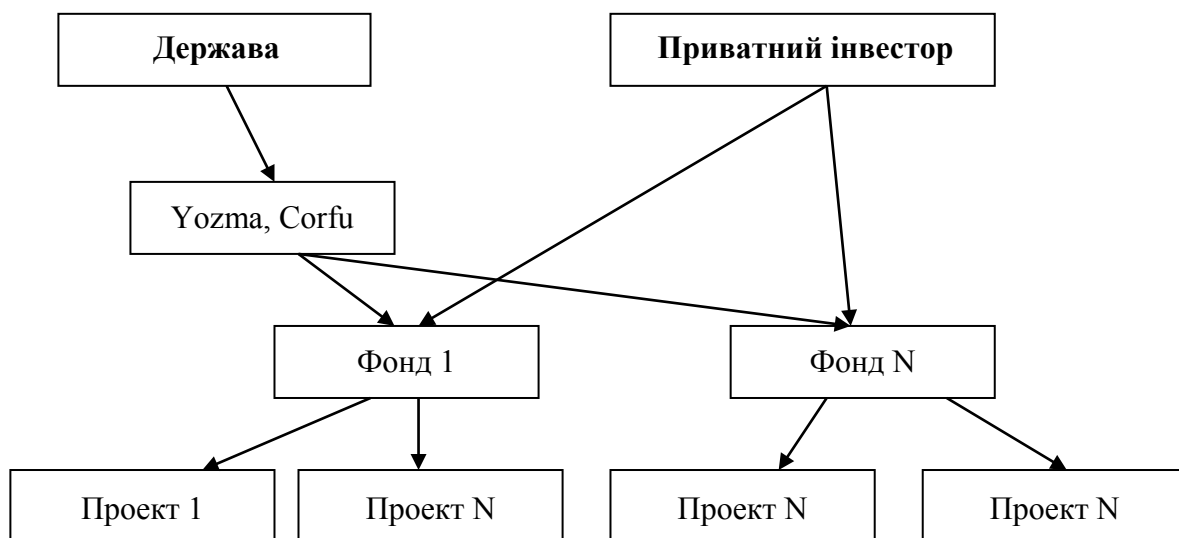 Держава
Приватний інвестор
Yozma, Corfu
Фонд 1
Фонд N
Проект 1
Проект N
Проект N
Проект N